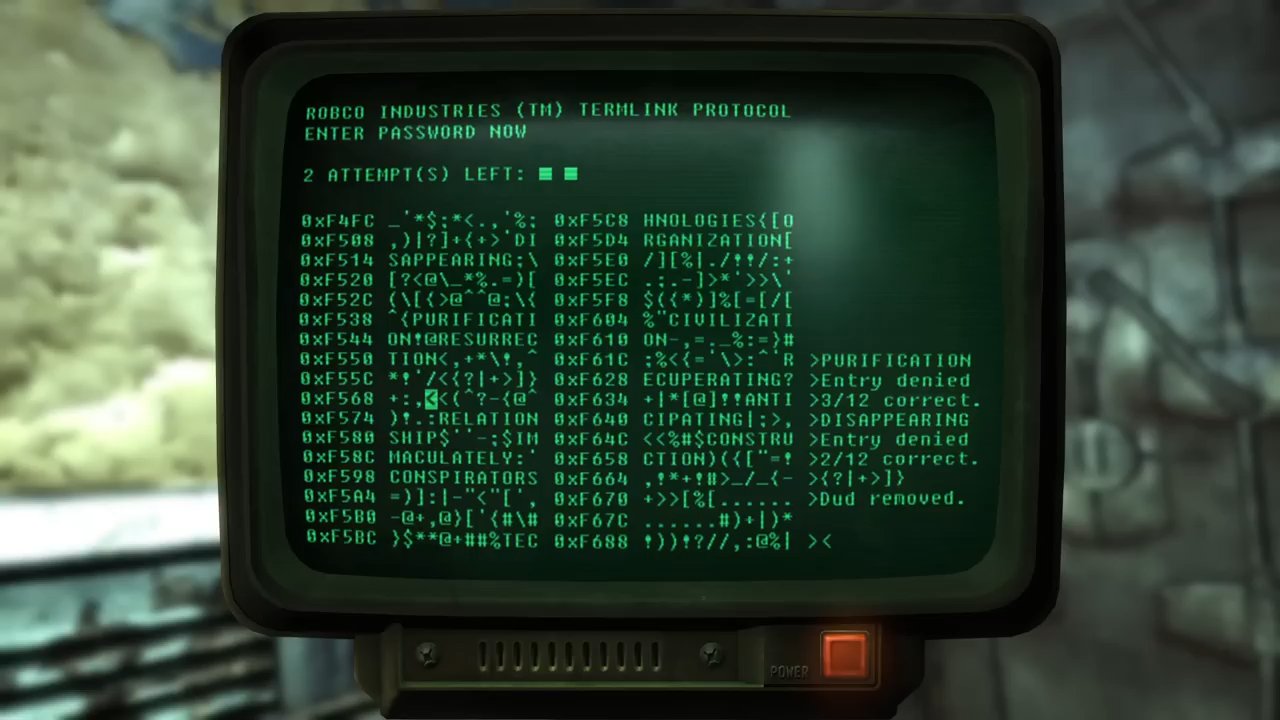 ROBCO INDUSTRIES (TM) TERMLINK PROTOCOL
ENTER PASSWORD NOW
2 ATTEMPT(S) LEFT:
0xF4FC _'*$;*<.,'%:
0xF508 ,)|?]+{+>'DI
0xF514 SAPPEARING;\
0xF520 [?<@\_*%.=)[
0xF52C (\[{>@^^@;\{
0xF538 ^{PURIFICATI
0xF544 ON!@RESURREC
0xF550 TION<,+*\!,^
0xF55C *!'/<{?|+>]}
0xF568 +:,<<(^?-{@^
0xF574 )!.:RELATION
0xF580 SHIP$''-;$IM
0xF58C MACULATELY:'
0xF598 CONSPIRATORS
0xF5A4 =)]:|-"<"[',
0xF5B0 -@+,@}['{#\#
0xF5BC }$**@+##%TEC
0xF5C8 HNOLOGIES{[O
0xF5D4 RGANIZATION[
0xF5E0 /][%|./!!/:+
0xF5EC .:.-]>*'>>\'
0xF5F8 $({*)]%[=[/[
0xF604 %"CIVILIZATI
0xF610 ON-,=._%:=}#
0xF61C ;%<{='\>:^'R
0xF628 ECUPERATING?
0xF634 +|*[@]!!ANTI
0xF640 CIPATING|;>,
0xF64C <<%#$CONSTRU
0xF658 CTION)({["=!
0xF664 ,!*+!#>_/_{-
0xF670 +>>[%[......
0xF67C ......#)+|)*
0xF688 !))!?//,:@%|
>PURIFICATION
>Entry denied
>3/12 correct.
>DISAPPEARING
>Entry denied
>2/12 correct.
>{?|+>]}
>Dud removed.
><
POWER